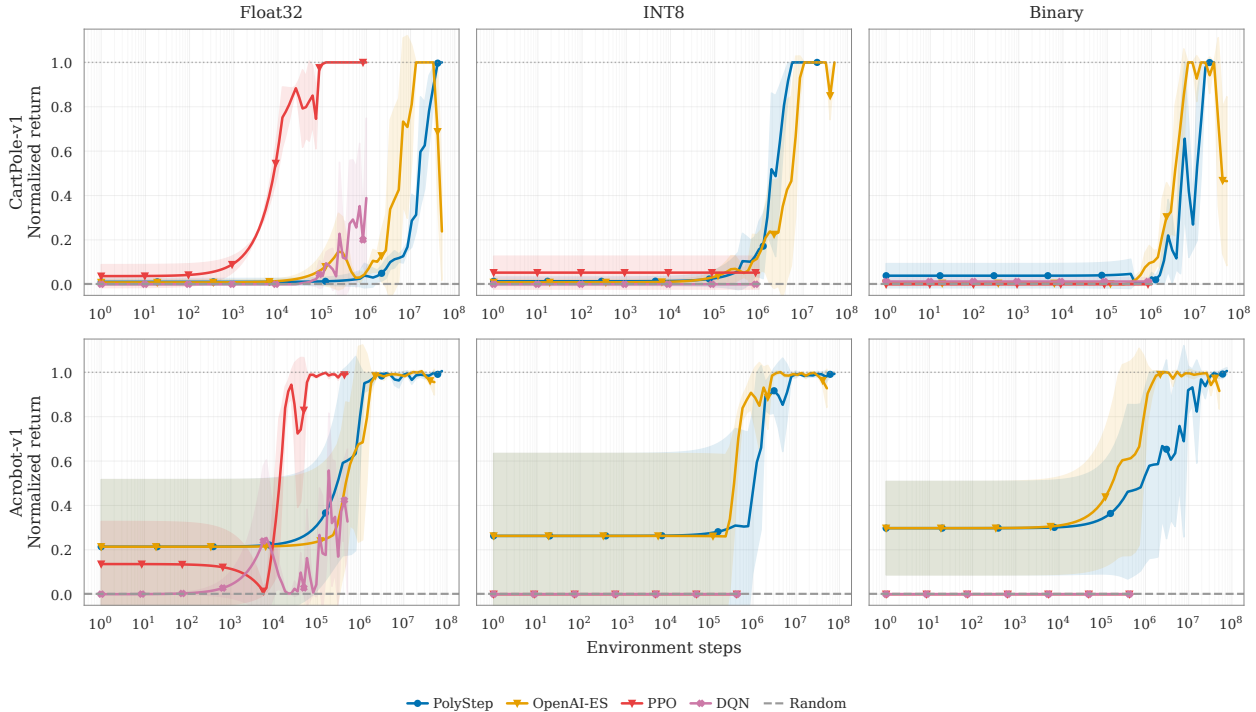 Float32 INT8 Binary
CartPole-v1
Normalized return
1.0
0.8
0.6
0.4
0.2
0.0
10⁰ 10¹ 10² 10³ 10⁴ 10⁵ 10⁶ 10⁷ 10⁸
10⁰ 10¹ 10² 10³ 10⁴ 10⁵ 10⁶ 10⁷ 10⁸
10⁰ 10¹ 10² 10³ 10⁴ 10⁵ 10⁶ 10⁷ 10⁸
Acrobot-v1
Normalized return
1.0
0.8
0.6
0.4
0.2
0.0
10⁰ 10¹ 10² 10³ 10⁴ 10⁵ 10⁶ 10⁷ 10⁸
10⁰ 10¹ 10² 10³ 10⁴ 10⁵ 10⁶ 10⁷ 10⁸
10⁰ 10¹ 10² 10³ 10⁴ 10⁵ 10⁶ 10⁷ 10⁸
Environment steps
PolyStep OpenAI-ES PPO DQN Random